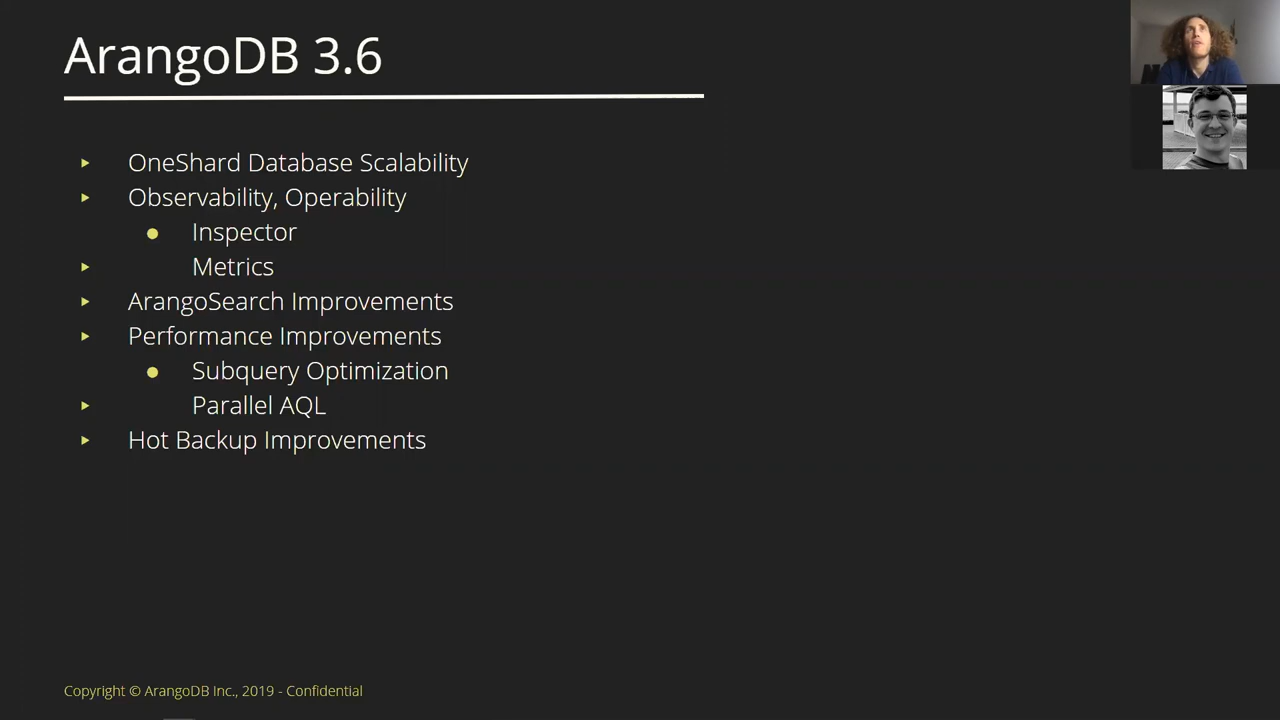 ArangoDB 3.6
OneShard Database Scalability
Observability, Operability
Inspector
Metrics
ArangoSearch Improvements
Performance Improvements
Subquery Optimization
Parallel AQL
Hot Backup Improvements
Copyright © ArangoDB Inc., 2019 - Confidential